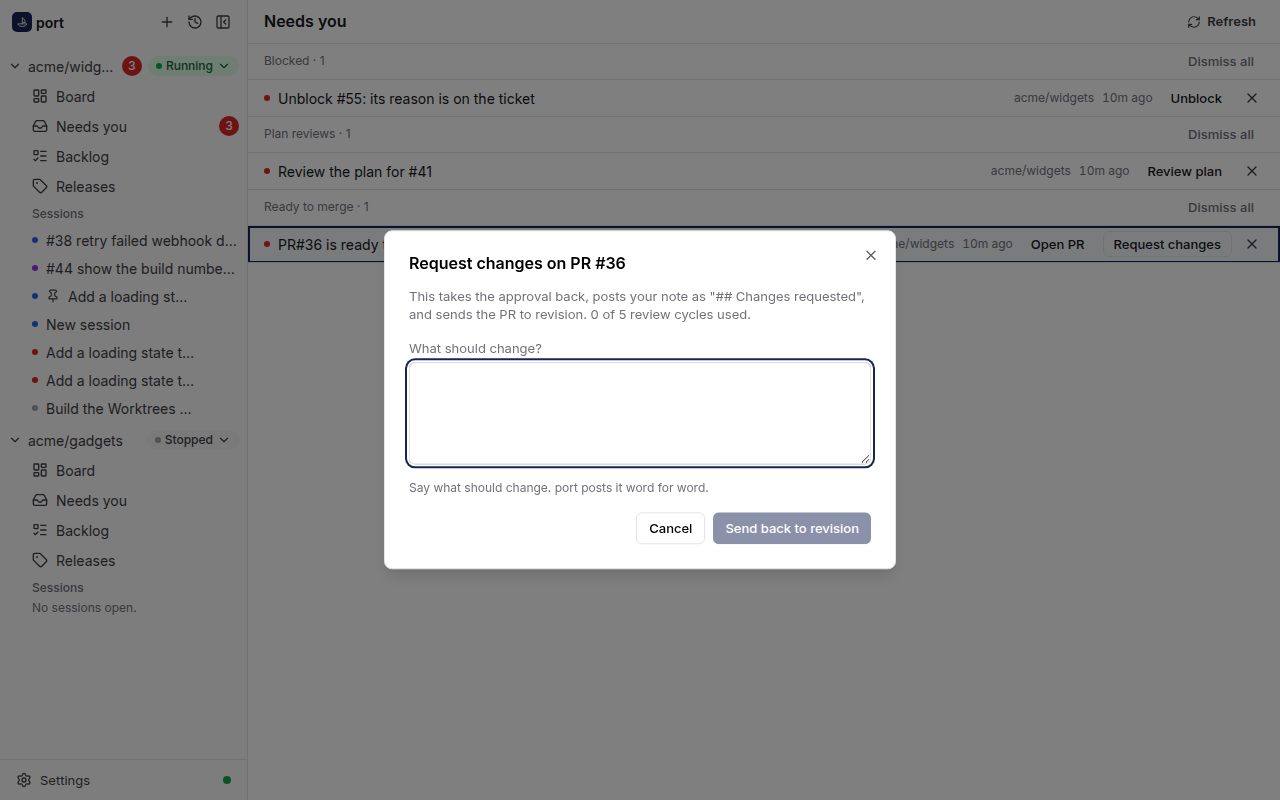 port
acme/widg... 3 Running
Board
Needs you 3
Backlog
Releases
Sessions
#38 retry failed webhook d...
#44 show the build numbe...
Add a loading st...
New session
Add a loading state t...
Add a loading state t...
Build the Worktrees ...
acme/gadgets Stopped
Board
Needs you
Backlog
Releases
Sessions
No sessions open.
Settings
Needs you Refresh
Blocked · 1 Dismiss all
Unblock #55: its reason is on the ticket acme/widgets 10m ago Unblock
Plan reviews · 1 Dismiss all
Review the plan for #41 acme/widgets 10m ago Review plan
Ready to merge · 1 Dismiss all
PR#36 is ready /widgets 10m ago Open PR Request changes
Request changes on PR #36
This takes the approval back, posts your note as "## Changes requested",
and sends the PR to revision. 0 of 5 review cycles used.
What should change?
Say what should change. port posts it word for word.
Cancel Send back to revision